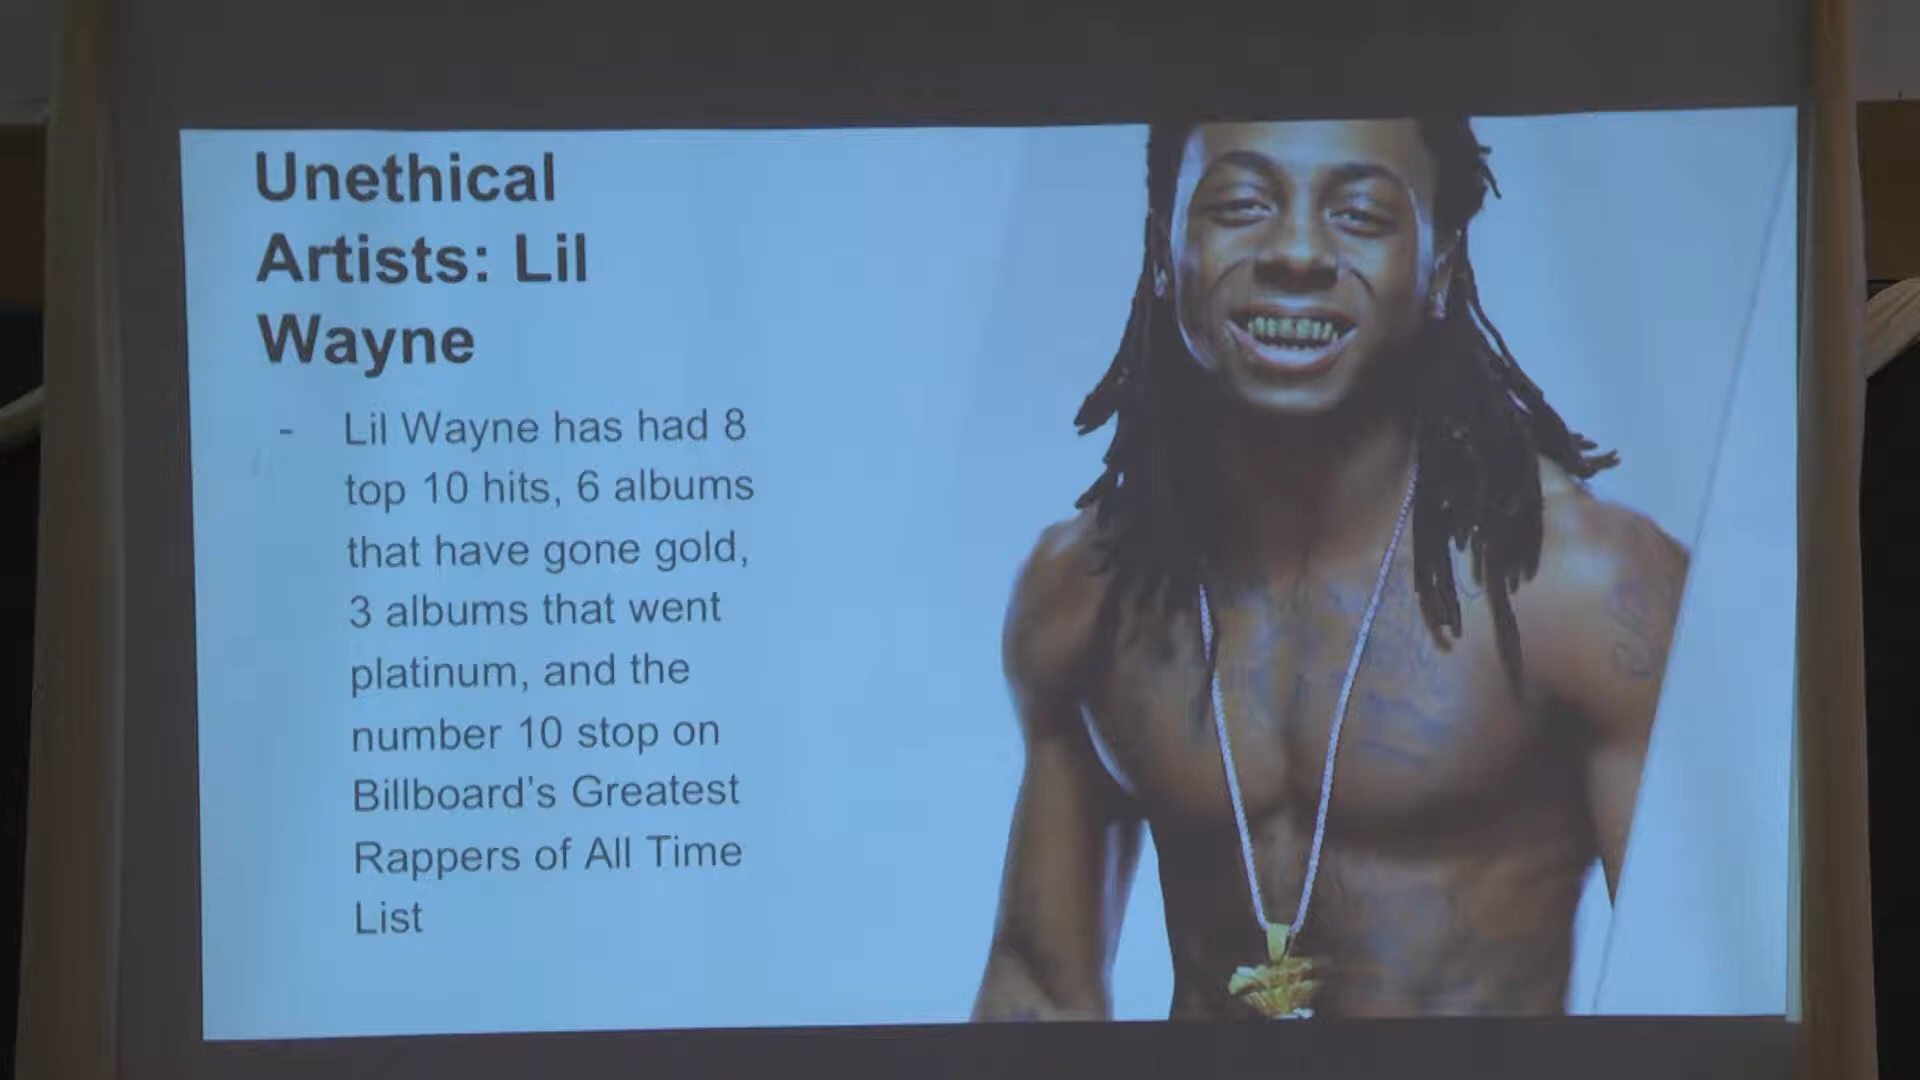 Unethical
Artists: Lil
Wayne
- Lil Wayne has had 8
top 10 hits, 6 albums
that have gone gold,
3 albums that went
platinum, and the
number 10 stop on
Billboard's Greatest
Rappers of All Time
List